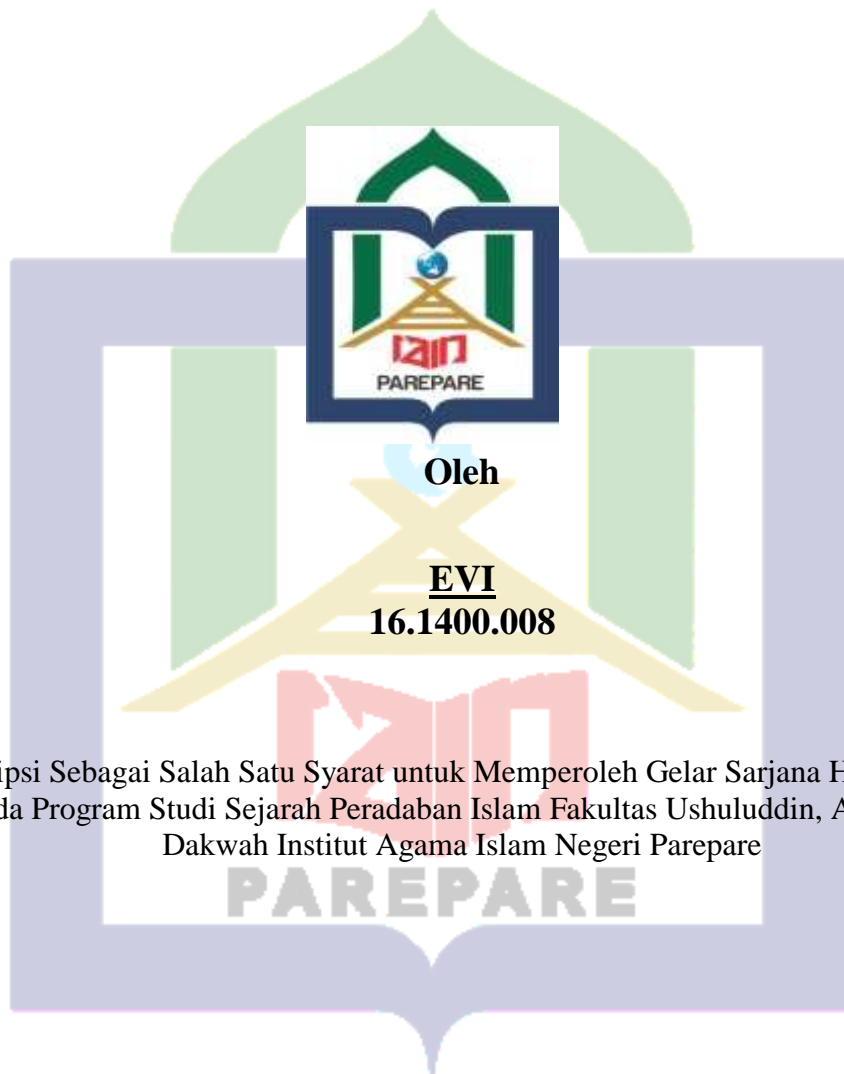 IAIN
PAREPARE
Oleh
EVI
16.1400.008
IAIN
ipsi Sebagai Salah Satu Syarat untuk Memperoleh Gelar Sarjana H
da Program Studi Sejarah Peradaban Islam Fakultas Ushuluddin, A
Dakwah Institut Agama Islam Negeri Parepare
PAREPARE